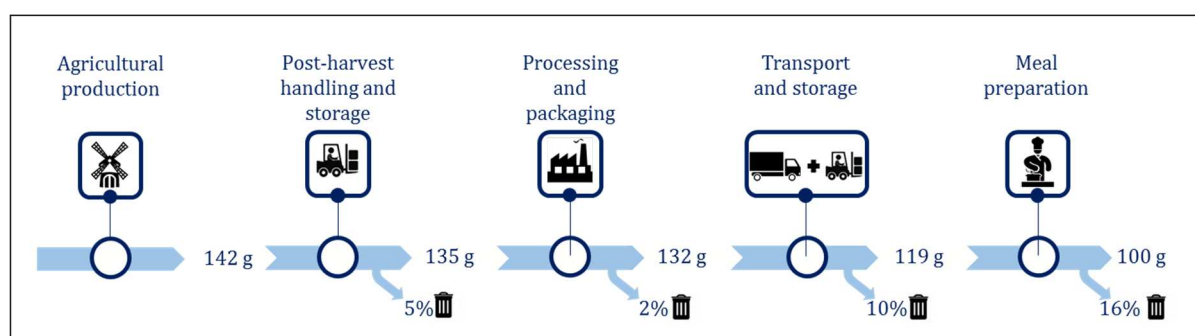 Agricultural
production
Post-harvest
handling and
storage
Processing
and
packaging
Transport
and storage
Meal
preparation
142 g
135 g
132 g
119 g
100 g
5%
2%
10%
16%